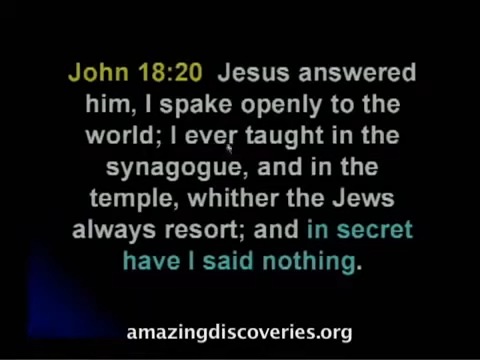 John 18:20 Jesus answered
him, I spake openly to the
world; I ever taught in the
synagogue, and in the
temple, whither the Jews
always resort; and in secret
have I said nothing.
amazingdiscoveries.org